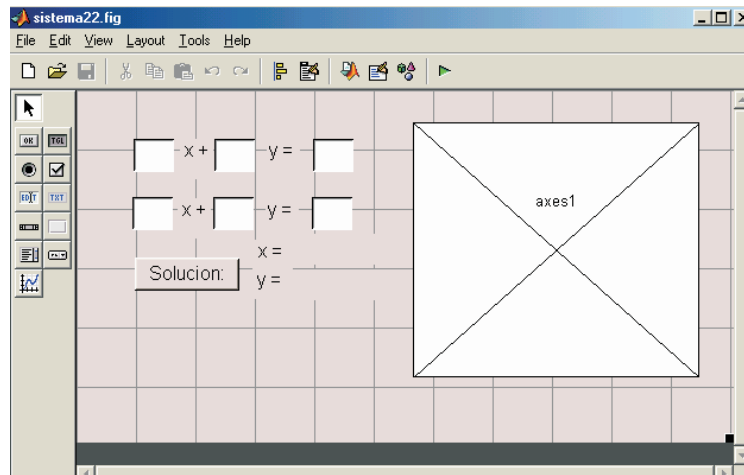 sistema22.fig
File Edit View Layout Tools Help
OK TGL
EDIT TXT
x + y =
axes1
x + y =
x =
Solucion:
y =